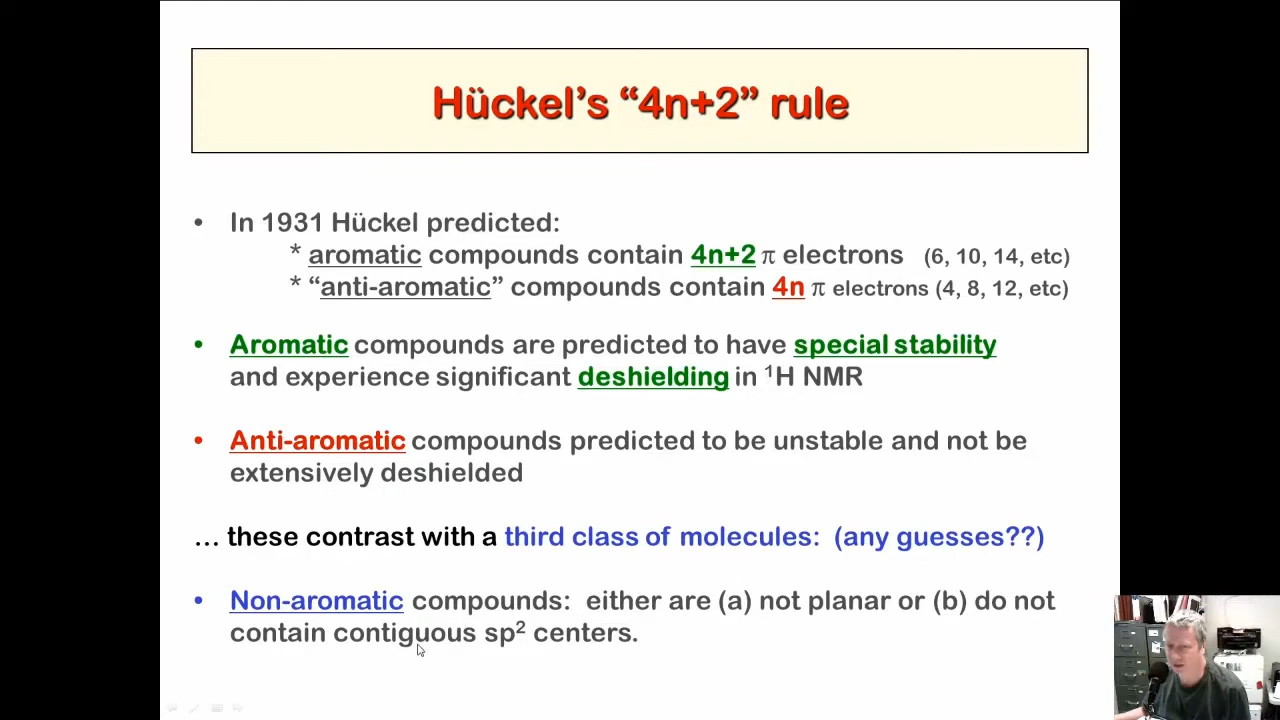 Hückel’s “4n+2” rule
• In 1931 Hückel predicted:
* aromatic compounds contain 4n+2 π electrons (6, 10, 14, etc)
* “anti-aromatic” compounds contain 4n π electrons (4, 8, 12, etc)
• Aromatic compounds are predicted to have special stability
and experience significant deshielding in ¹H NMR
• Anti-aromatic compounds predicted to be unstable and not be
extensively deshielded
… these contrast with a third class of molecules: (any guesses??)
• Non-aromatic compounds: either are (a) not planar or (b) do not
contain contiguous sp² centers.